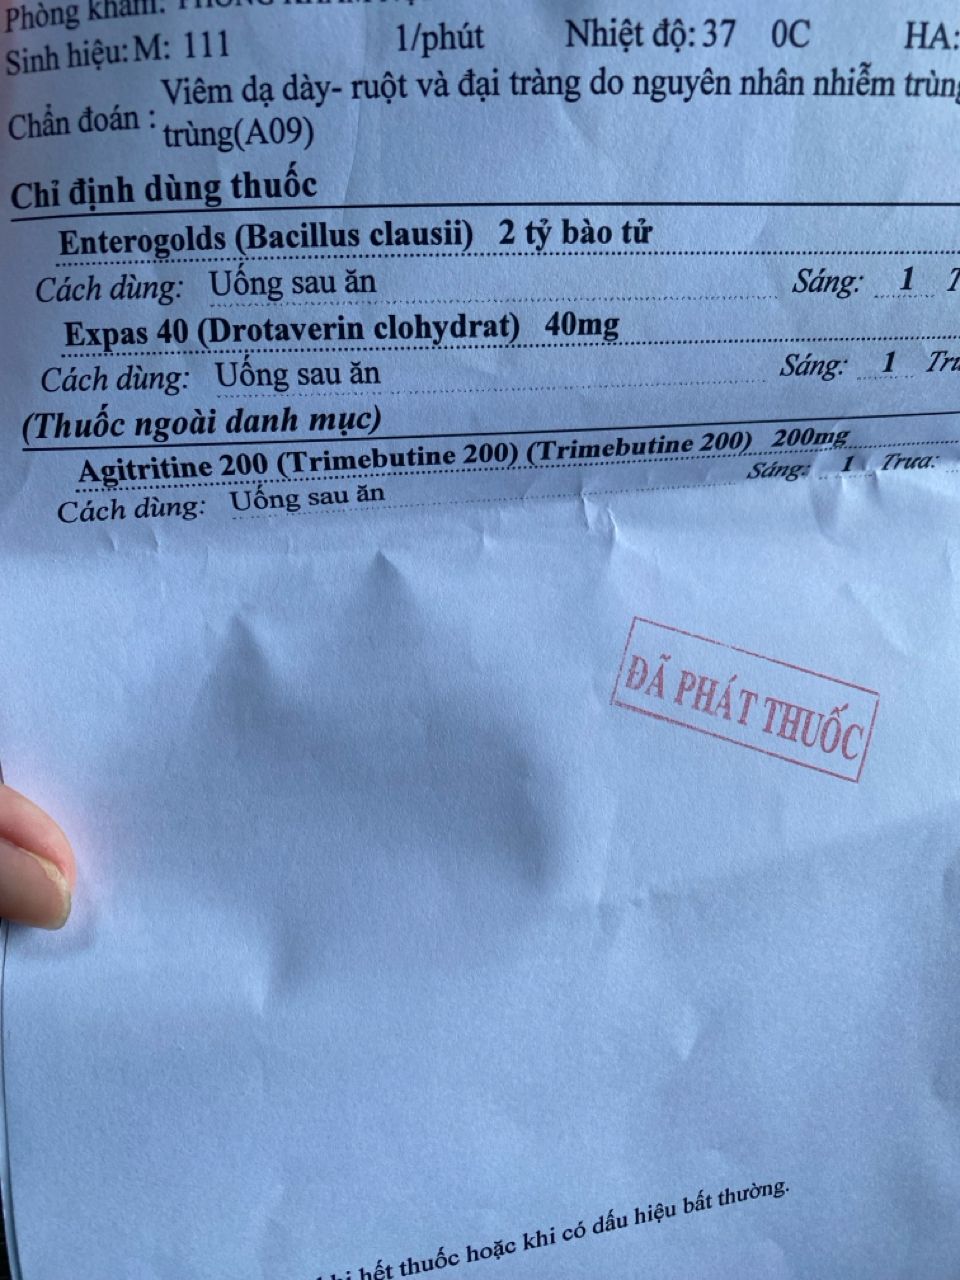 Phòng khám:
Sinh hiệu: M: 111 1/phút Nhiệt độ: 37 0C HA:
Viêm dạ dày- ruột và đại tràng do nguyên nhân nhiễm trùng
Chẩn đoán : trùng(A09)
Chỉ định dùng thuốc
Enterogolds (Bacillus clausii) 2 tỷ bào tử
Cách dùng: Uống sau ăn Sáng: 1
Expas 40 (Drotaverin clohydrat) 40mg
Cách dùng: Uống sau ăn Sáng: 1
(Thuốc ngoài danh mục)
Agitritine 200 (Trimebutine 200) (Trimebutine 200) 200mg
Cách dùng: Uống sau ăn Sáng: 1 Trưa:
ĐÃ PHÁT THUỐC
hết thuốc hoặc khi có dấu hiệu bất thường.